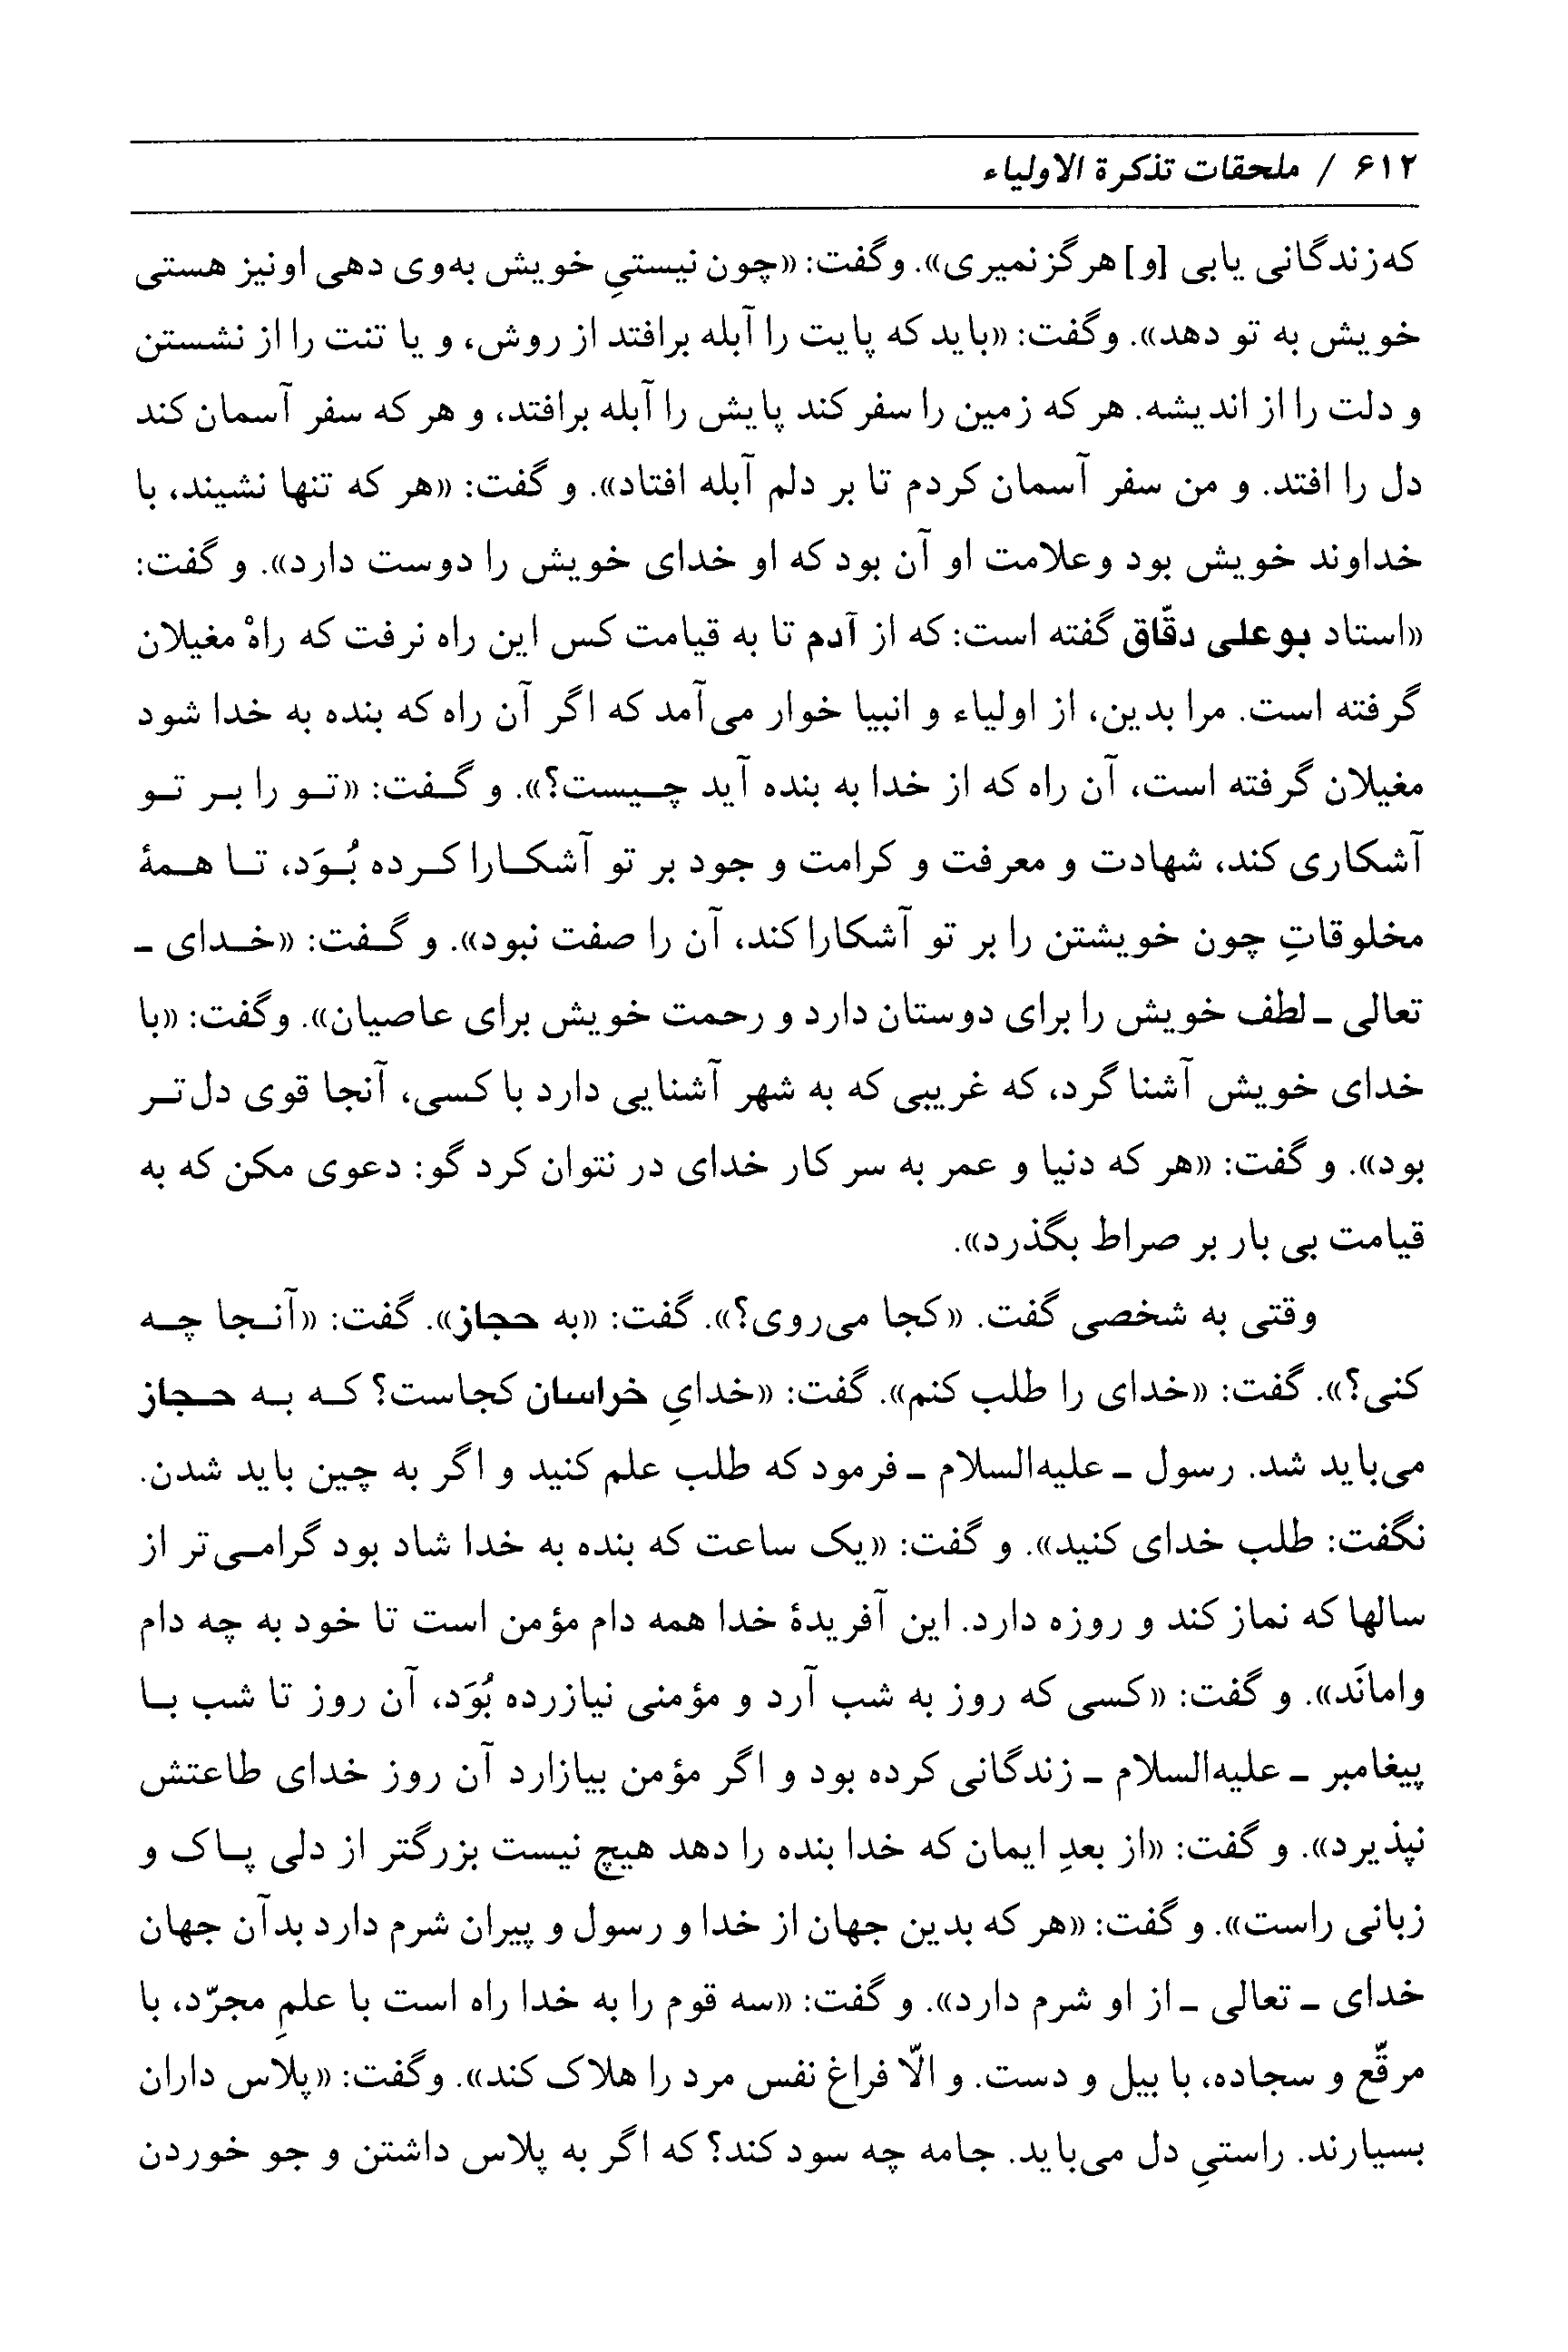 ۶۱۲ / ملحقات تذکرة الاولیاء
که زندگانی یابی [و] هرگز نمیری». وگفت: «چون نیستیِ خویش به‌وی دهی او نیز هستی
خویش به تو دهد». وگفت: «باید که پایت را آبله برافتد از روش، و یا تنت را از نشستن
و دلت را از اندیشه. هر که زمین را سفر کند پایش را آبله برافتد، و هر که سفر آسمان کند
دل را افتد. و من سفر آسمان کردم تا بر دلم آبله افتاد». و گفت: «هر که تنها نشیند، با
خداوند خویش بود وعلامت او آن بود که او خدای خویش را دوست دارد». و گفت:
«استاد بوعلی دقّاق گفته است: که از آدم تا به قیامت کس این راه نرفت که راهْ مغیلان
گرفته است. مرا بدین، از اولیاء و انبیا خوار می‌آمد که اگر آن راه که بنده به خدا شود
مغیلان گرفته است، آن راه که از خدا به بنده آید چیست؟». و گفت: «تو را بر تو
آشکاری کند، شهادت و معرفت و کرامت و جود بر تو آشکارا کرده بُوَد، تا همهٔ
مخلوقاتِ چون خویشتن را بر تو آشکارا کند، آن را صفت نبود». و گفت: «خدای ـ
تعالی ـ لطف خویش را برای دوستان دارد و رحمت خویش برای عاصیان». وگفت: «با
خدای خویش آشنا گرد، که غریبی که به شهر آشنایی دارد با کسی، آنجا قوی دل‌تر
بود». و گفت: «هر که دنیا و عمر به سر کار خدای در نتوان کرد گو: دعوی مکن که به
قیامت بی بار بر صراط بگذرد».
وقتی به شخصی گفت. «کجا می‌روی؟». گفت: «به حجاز». گفت: «آنجا چه
کنی؟». گفت: «خدای را طلب کنم». گفت: «خدایِ خراسان کجاست؟ که به حجاز
می‌باید شد. رسول ـ علیه‌السلام ـ فرمود که طلب علم کنید و اگر به چین باید شدن.
نگفت: طلب خدای کنید». و گفت: «یک ساعت که بنده به خدا شاد بود گرامی‌تر از
سالها که نماز کند و روزه دارد. این آفریدهٔ خدا همه دام مؤمن است تا خود به چه دام
وامانَد». و گفت: «کسی که روز به شب آرد و مؤمنی نیازرده بُوَد، آن روز تا شب با
پیغامبر ـ علیه‌السلام ـ زندگانی کرده بود و اگر مؤمن بیازارد آن روز خدای طاعتش
نپذیرد». و گفت: «از بعدِ ایمان که خدا بنده را دهد هیچ نیست بزرگتر از دلی پاک و
زبانی راست». و گفت: «هر که بدین جهان از خدا و رسول و پیران شرم دارد بدآن جهان
خدای ـ تعالی ـ از او شرم دارد». و گفت: «سه قوم را به خدا راه است با علمِ مجرّد، با
مرقّع و سجاده، با بیل و دست. و الّا فراغ نفس مرد را هلاک کند». وگفت: «پلاس داران
بسیارند. راستیِ دل می‌باید. جامه چه سود کند؟ که اگر به پلاس داشتن و جو خوردن